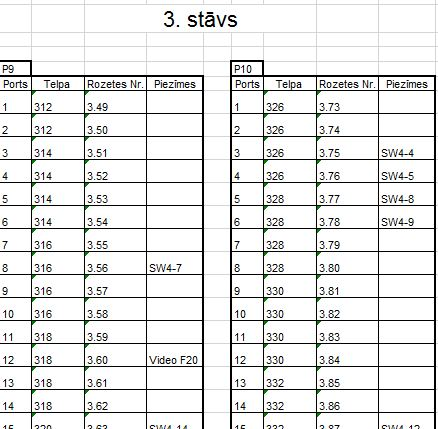 3. stāvs
P9 P10
Ports Telpa Rozetes Nr. Piezīmes Ports Telpa Rozetes Nr. Piezīmes
1 312 3.49 1 326 3.73
2 312 3.50 2 326 3.74
3 314 3.51 3 326 3.75 SW4-4
4 314 3.52 4 326 3.76 SW4-5
5 314 3.53 5 328 3.77 SW4-8
6 314 3.54 6 328 3.78 SW4-9
7 316 3.55 7 328 3.79
8 316 3.56 SW4-7 8 328 3.80
9 316 3.57 9 330 3.81
10 316 3.58 10 330 3.82
11 318 3.59 11 330 3.83
12 318 3.60 Video F20 12 330 3.84
13 318 3.61 13 332 3.85
14 318 3.62 14 332 3.86
15 320 3.63 SW4-14 15 332 3.87 SW4-12